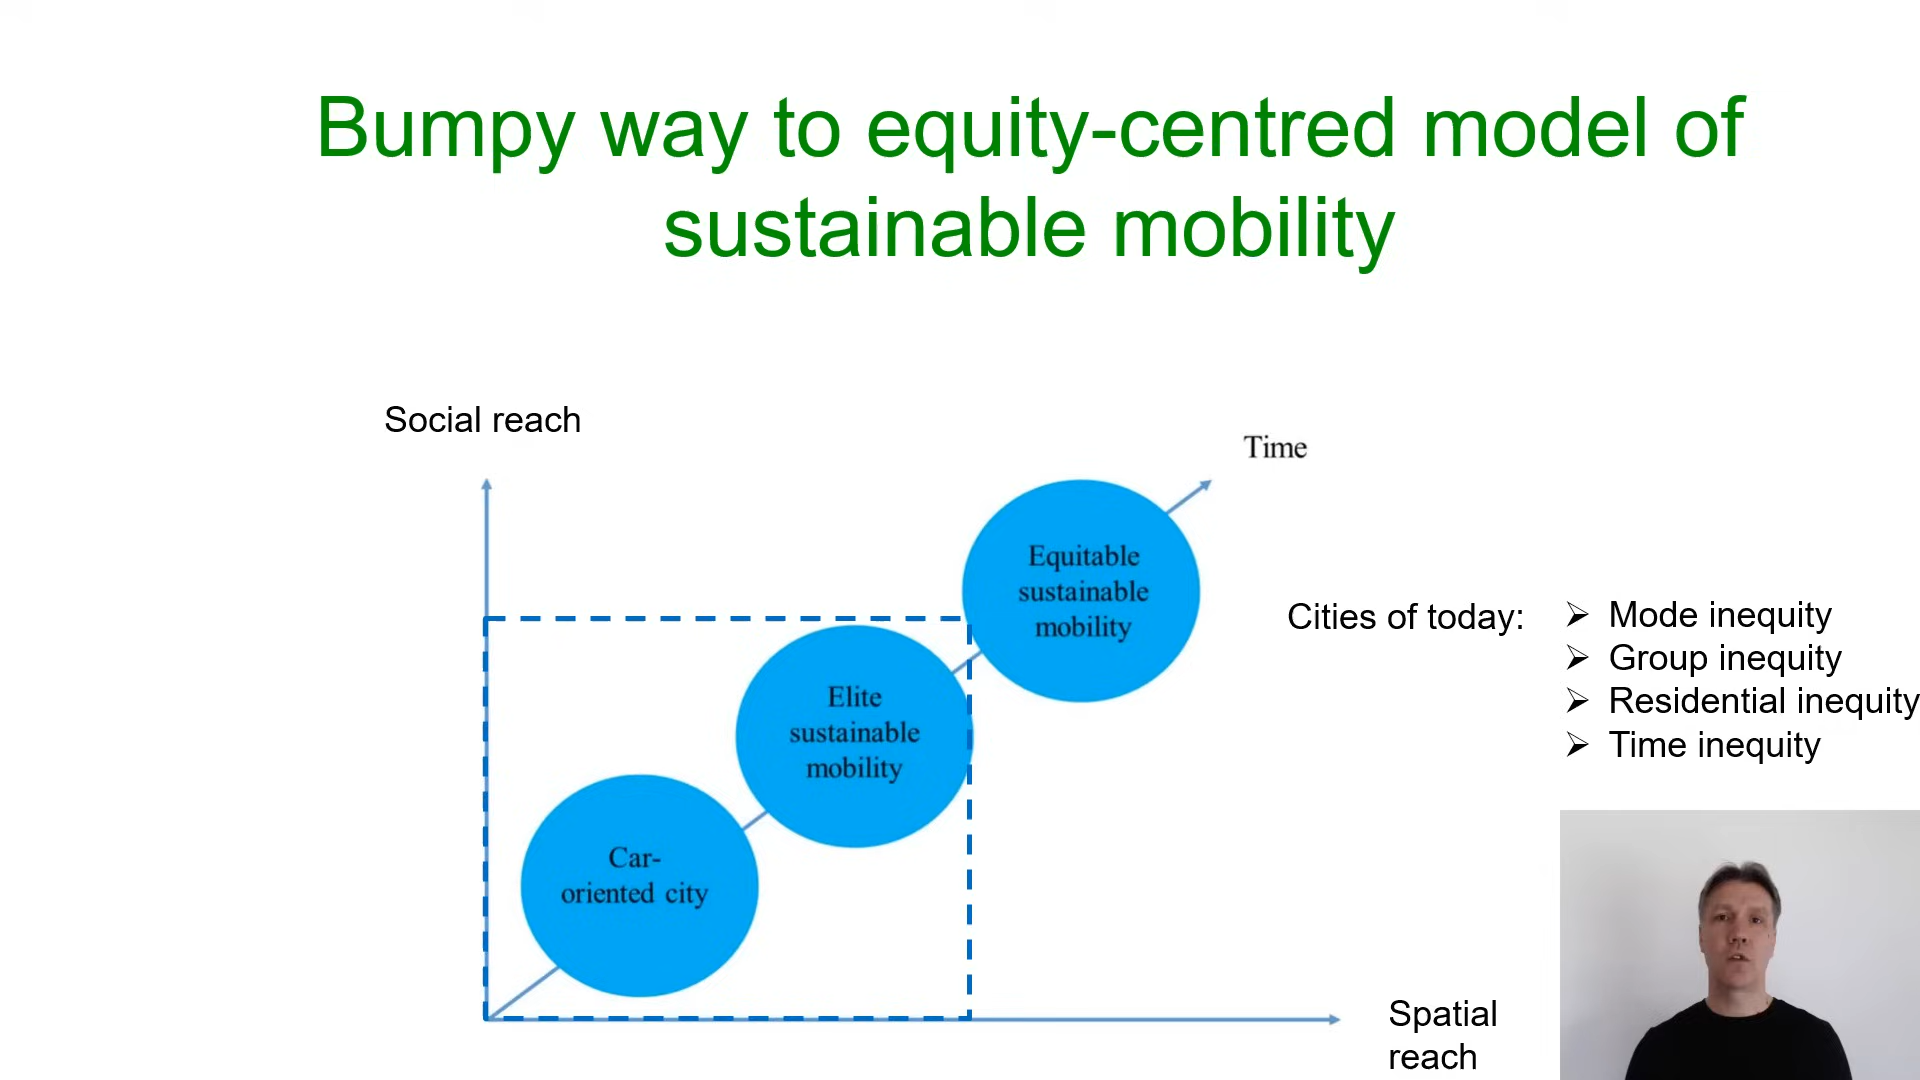 Bumpy way to equity-centred model of
sustainable mobility
Social reach
Time
Equitable
sustainable
mobility
Elite
sustainable
mobility
Car-
oriented city
Cities of today:
➢ Mode inequity
➢ Group inequity
➢ Residential inequity
➢ Time inequity
Spatial
reach